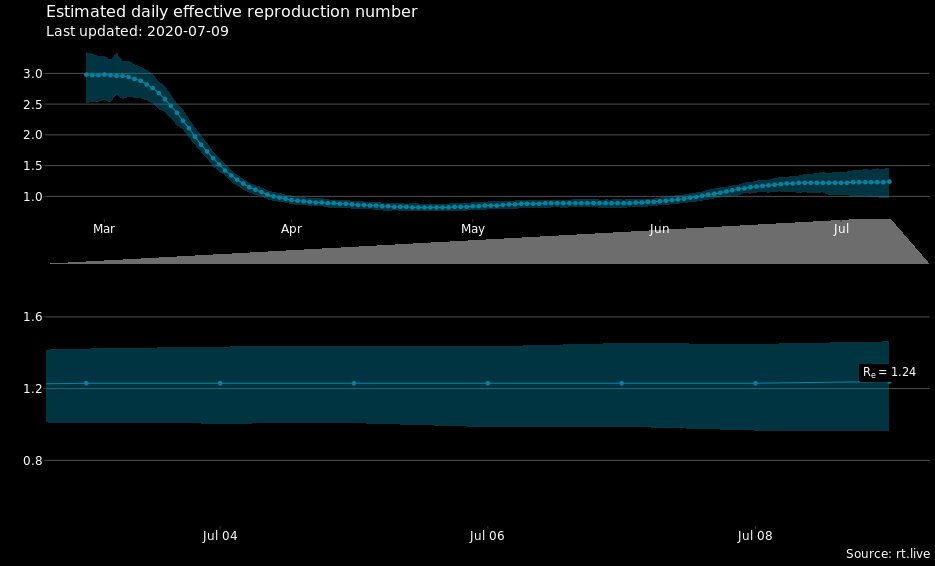 Estimated daily effective reproduction number
Last updated: 2020-07-09
3.0
2.5
2.0
1.5
1.0
Mar Apr May Jun Jul
1.6
1.2
0.8
Re = 1.24
Jul 04 Jul 06 Jul 08
Source: rt.live